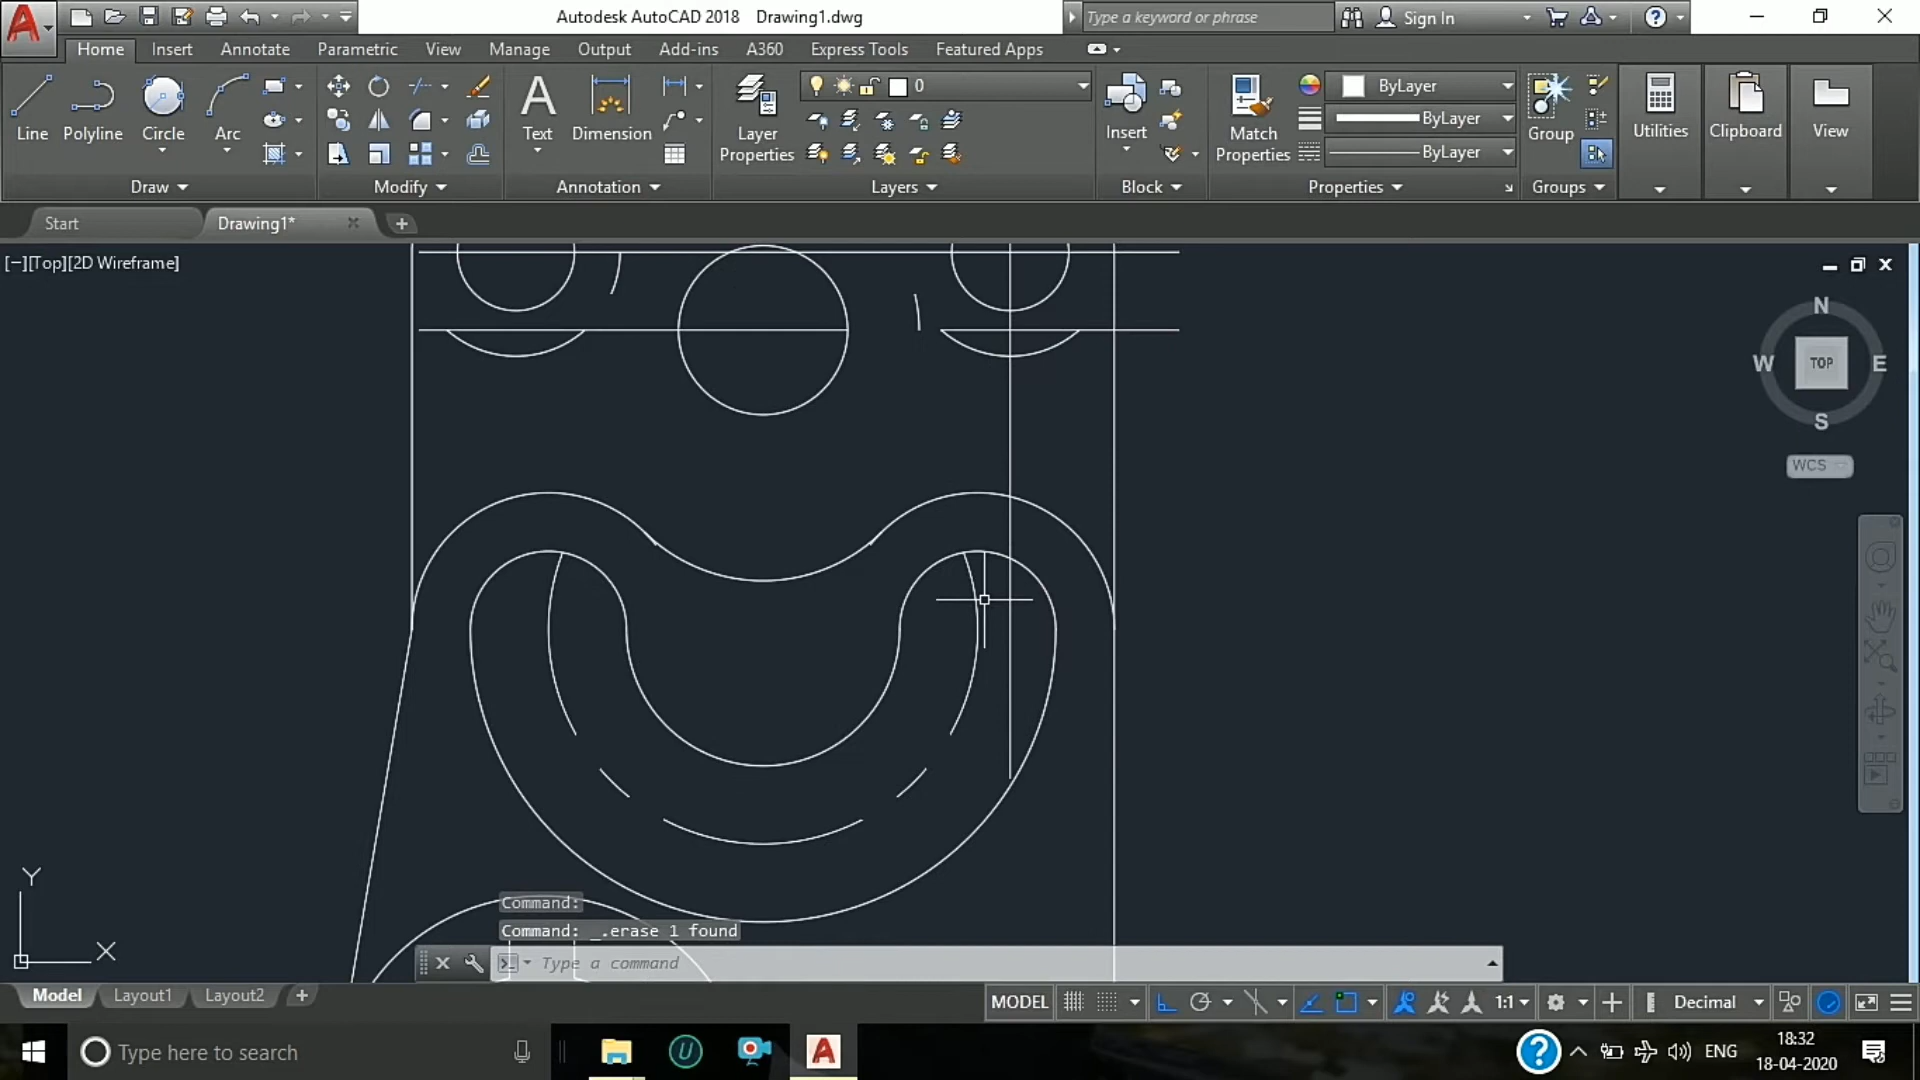 Autodesk AutoCAD 2018 Drawing1.dwg
Type a keyword or phrase
Sign In
Home Insert Annotate Parametric View Manage Output Add-ins A360 Express Tools Featured Apps
Line Polyline Circle Arc
Text Dimension
Layer Properties
0
Insert
Match Properties
ByLayer
ByLayer
ByLayer
Group
Utilities Clipboard View
Draw Modify Annotation Layers Block Properties Groups
Start Drawing1*
[−][Top][2D Wireframe]
N
W TOP E
S
WCS
Y
X
Command:
Command: _.erase 1 found
Type a command
Model Layout1 Layout2
MODEL 1:1 Decimal
Type here to search
ENG
18:32
18-04-2020